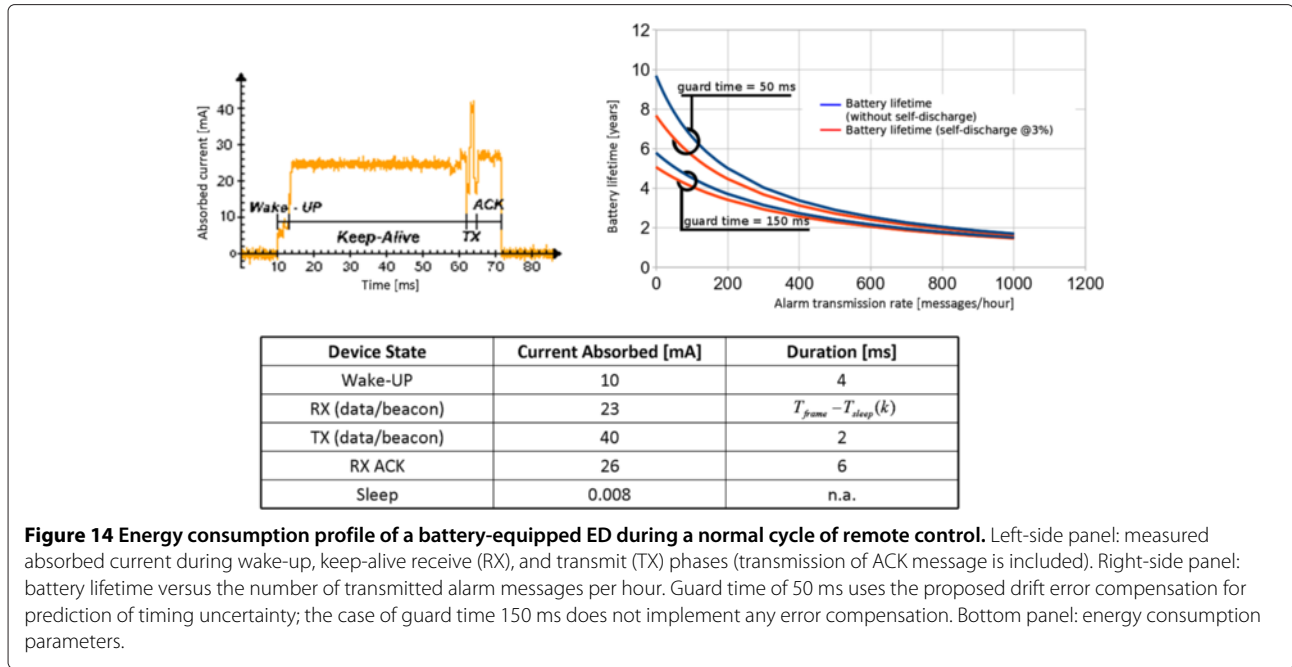 40
30
20
10
0
Absorbed current [mA]
Wake - UP
ACK
Keep-Alive
TX
10 20 30 40 50 60 70 80
Time [ms]
12
10
8
6
4
2
0
Battery lifetime [years]
guard time = 50 ms
Battery lifetime
(without self-discharge)
Battery lifetime (self-discharge @3%)
guard time = 150 ms
0 200 400 600 800 1000 1200
Alarm transmission rate [messages/hour]
Device State Current Absorbed [mA] Duration [ms]
Wake-UP 10 4
RX (data/beacon) 23 T_frame − T_sleep(k)
TX (data/beacon) 40 2
RX ACK 26 6
Sleep 0.008 n.a.
Figure 14 Energy consumption profile of a battery-equipped ED during a normal cycle of remote control. Left-side panel: measured
absorbed current during wake-up, keep-alive receive (RX), and transmit (TX) phases (transmission of ACK message is included). Right-side panel:
battery lifetime versus the number of transmitted alarm messages per hour. Guard time of 50 ms uses the proposed drift error compensation for
prediction of timing uncertainty; the case of guard time 150 ms does not implement any error compensation. Bottom panel: energy consumption
parameters.